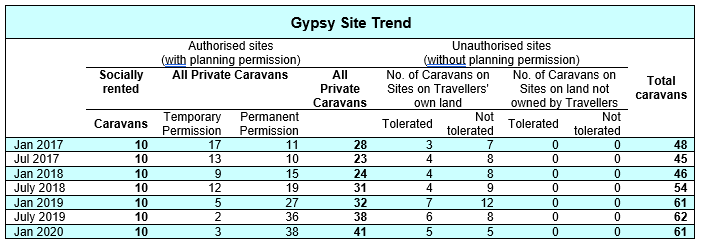 Gypsy Site Trend
Authorised sites
(with planning permission)
Unauthorised sites
(without planning permission)
Socially rented
All Private Caravans
All Private Caravans
No. of Caravans on Sites on Travellers' own land
No. of Caravans on Sites on land not owned by Travellers
Total caravans
Caravans
Temporary Permission
Permanent Permission
Tolerated
Not tolerated
Tolerated
Not tolerated
Jan 2017 10 17 11 28 3 7 0 0 48
Jul 2017 10 13 10 23 4 8 0 0 45
Jan 2018 10 9 15 24 4 8 0 0 46
July 2018 10 12 19 31 4 9 0 0 54
Jan 2019 10 5 27 32 7 12 0 0 61
July 2019 10 2 36 38 6 8 0 0 62
Jan 2020 10 3 38 41 5 5 0 0 61